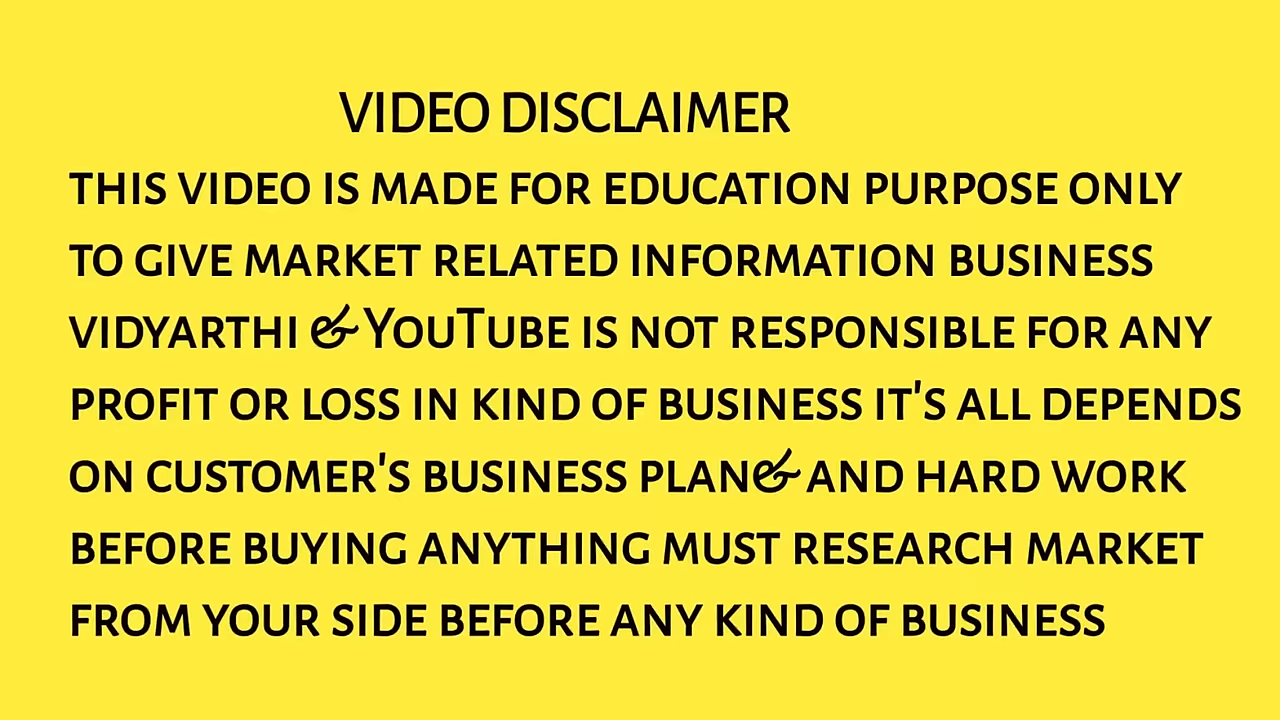 VIDEO DISCLAIMER
THIS VIDEO IS MADE FOR EDUCATION PURPOSE ONLY
TO GIVE MARKET RELATED INFORMATION BUSINESS
VIDYARTHI & YOUTUBE IS NOT RESPONSIBLE FOR ANY
PROFIT OR LOSS IN KIND OF BUSINESS IT'S ALL DEPENDS
ON CUSTOMER'S BUSINESS PLAN& AND HARD WORK
BEFORE BUYING ANYTHING MUST RESEARCH MARKET
FROM YOUR SIDE BEFORE ANY KIND OF BUSINESS